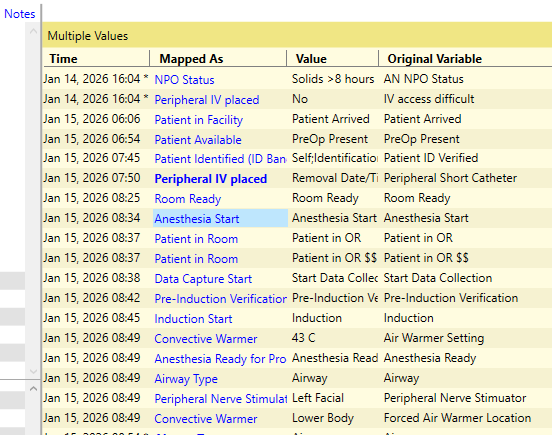 Notes
Multiple Values
Time Mapped As Value Original Variable
Jan 14, 2026 16:04 * NPO Status Solids >8 hours AN NPO Status
Jan 14, 2026 16:04 * Peripheral IV placed No IV access difficult
Jan 15, 2026 06:06 Patient in Facility Patient Arrived Patient Arrived
Jan 15, 2026 06:54 Patient Available PreOp Present PreOp Present
Jan 15, 2026 07:45 Patient Identified (ID Ban Self;Identification Patient ID Verified
Jan 15, 2026 07:50 Peripheral IV placed Removal Date/Ti Peripheral Short Catheter
Jan 15, 2026 08:25 Room Ready Room Ready Room Ready
Jan 15, 2026 08:34 Anesthesia Start Anesthesia Start Anesthesia Start
Jan 15, 2026 08:37 Patient in Room Patient in OR Patient in OR
Jan 15, 2026 08:37 Patient in Room Patient in OR $$ Patient in OR $$
Jan 15, 2026 08:38 Data Capture Start Start Data Collec Start Data Collection
Jan 15, 2026 08:42 Pre-Induction Verification Pre-Induction Ve Pre-Induction Verification
Jan 15, 2026 08:45 Induction Start Induction Induction
Jan 15, 2026 08:49 Convective Warmer 43 C Air Warmer Setting
Jan 15, 2026 08:49 Anesthesia Ready for Pro Anesthesia Read Anesthesia Ready
Jan 15, 2026 08:49 Airway Type Airway Airway
Jan 15, 2026 08:49 Peripheral Nerve Stimulat Left Facial Peripheral Nerve Stimuator
Jan 15, 2026 08:49 Convective Warmer Lower Body Forced Air Warmer Location